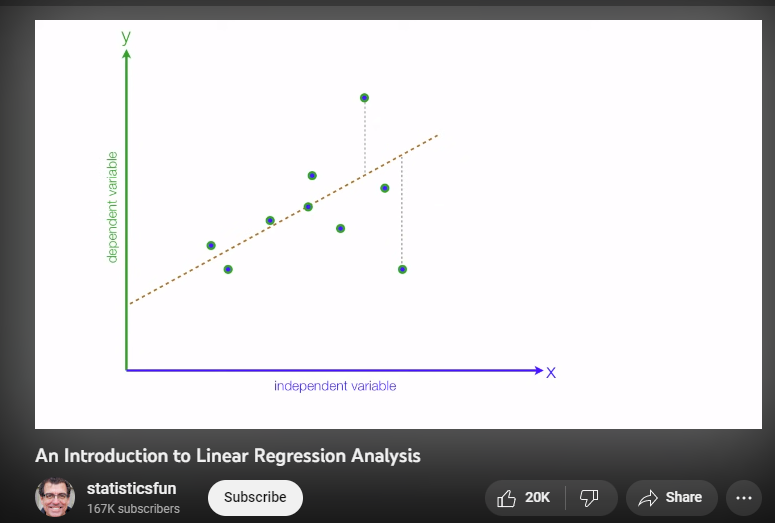 y
dependent variable
x
independent variable
An Introduction to Linear Regression Analysis
statisticsfun
167K subscribers
Subscribe
20K
Share